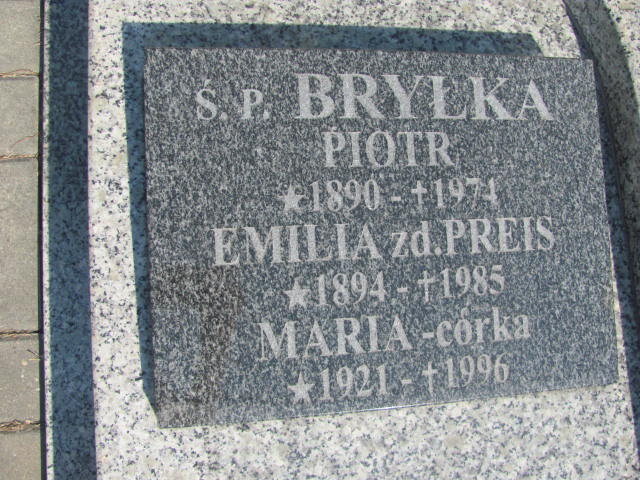 Ś. P. BRYŁKA
PIOTR
★1890 - †1974
EMILIA zd. PREIS
★1894 - †1985
MARIA - córka
★1921 - †1996